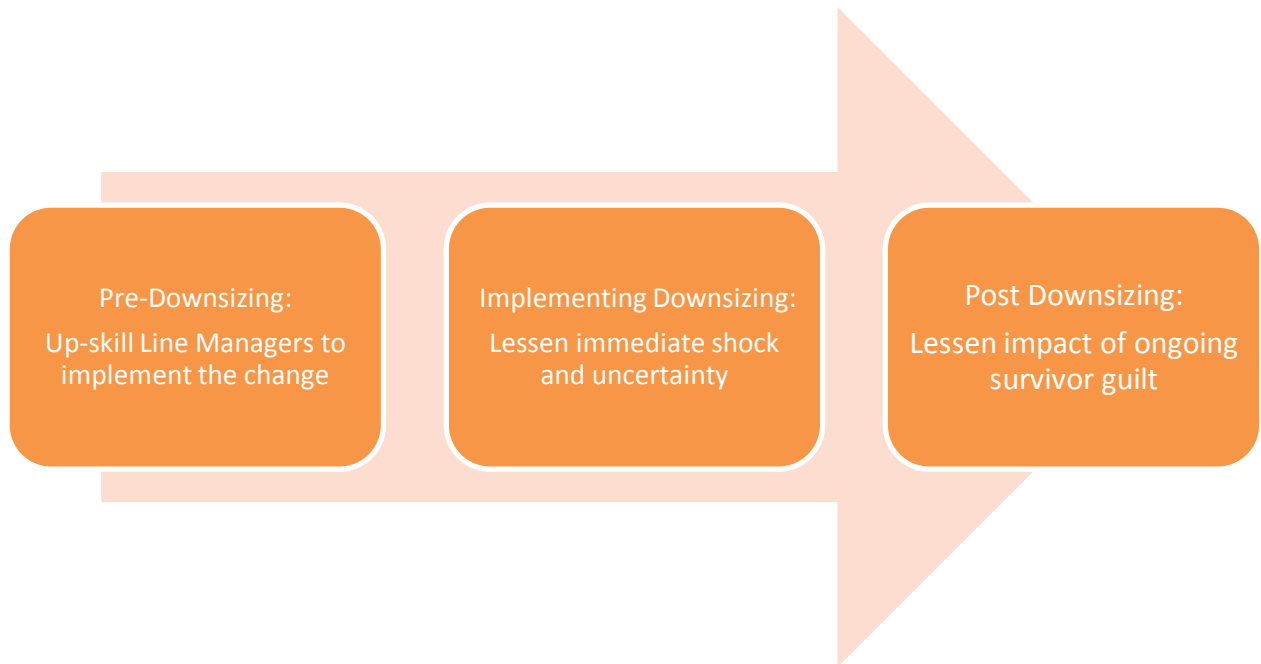 Pre-Downsizing:
Up-skill Line Managers to
implement the change
Implementing Downsizing:
Lessen immediate shock
and uncertainty
Post Downsizing:
Lessen impact of ongoing
survivor guilt